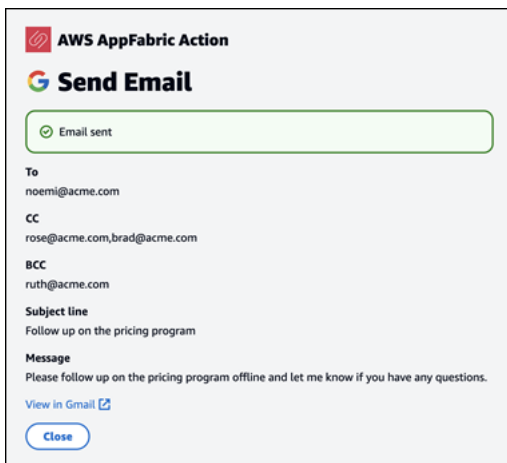 AWS AppFabric Action
Send Email
Email sent
To
noemi@acme.com
CC
rose@acme.com,brad@acme.com
BCC
ruth@acme.com
Subject line
Follow up on the pricing program
Message
Please follow up on the pricing program offline and let me know if you have any questions.
View in Gmail
Close